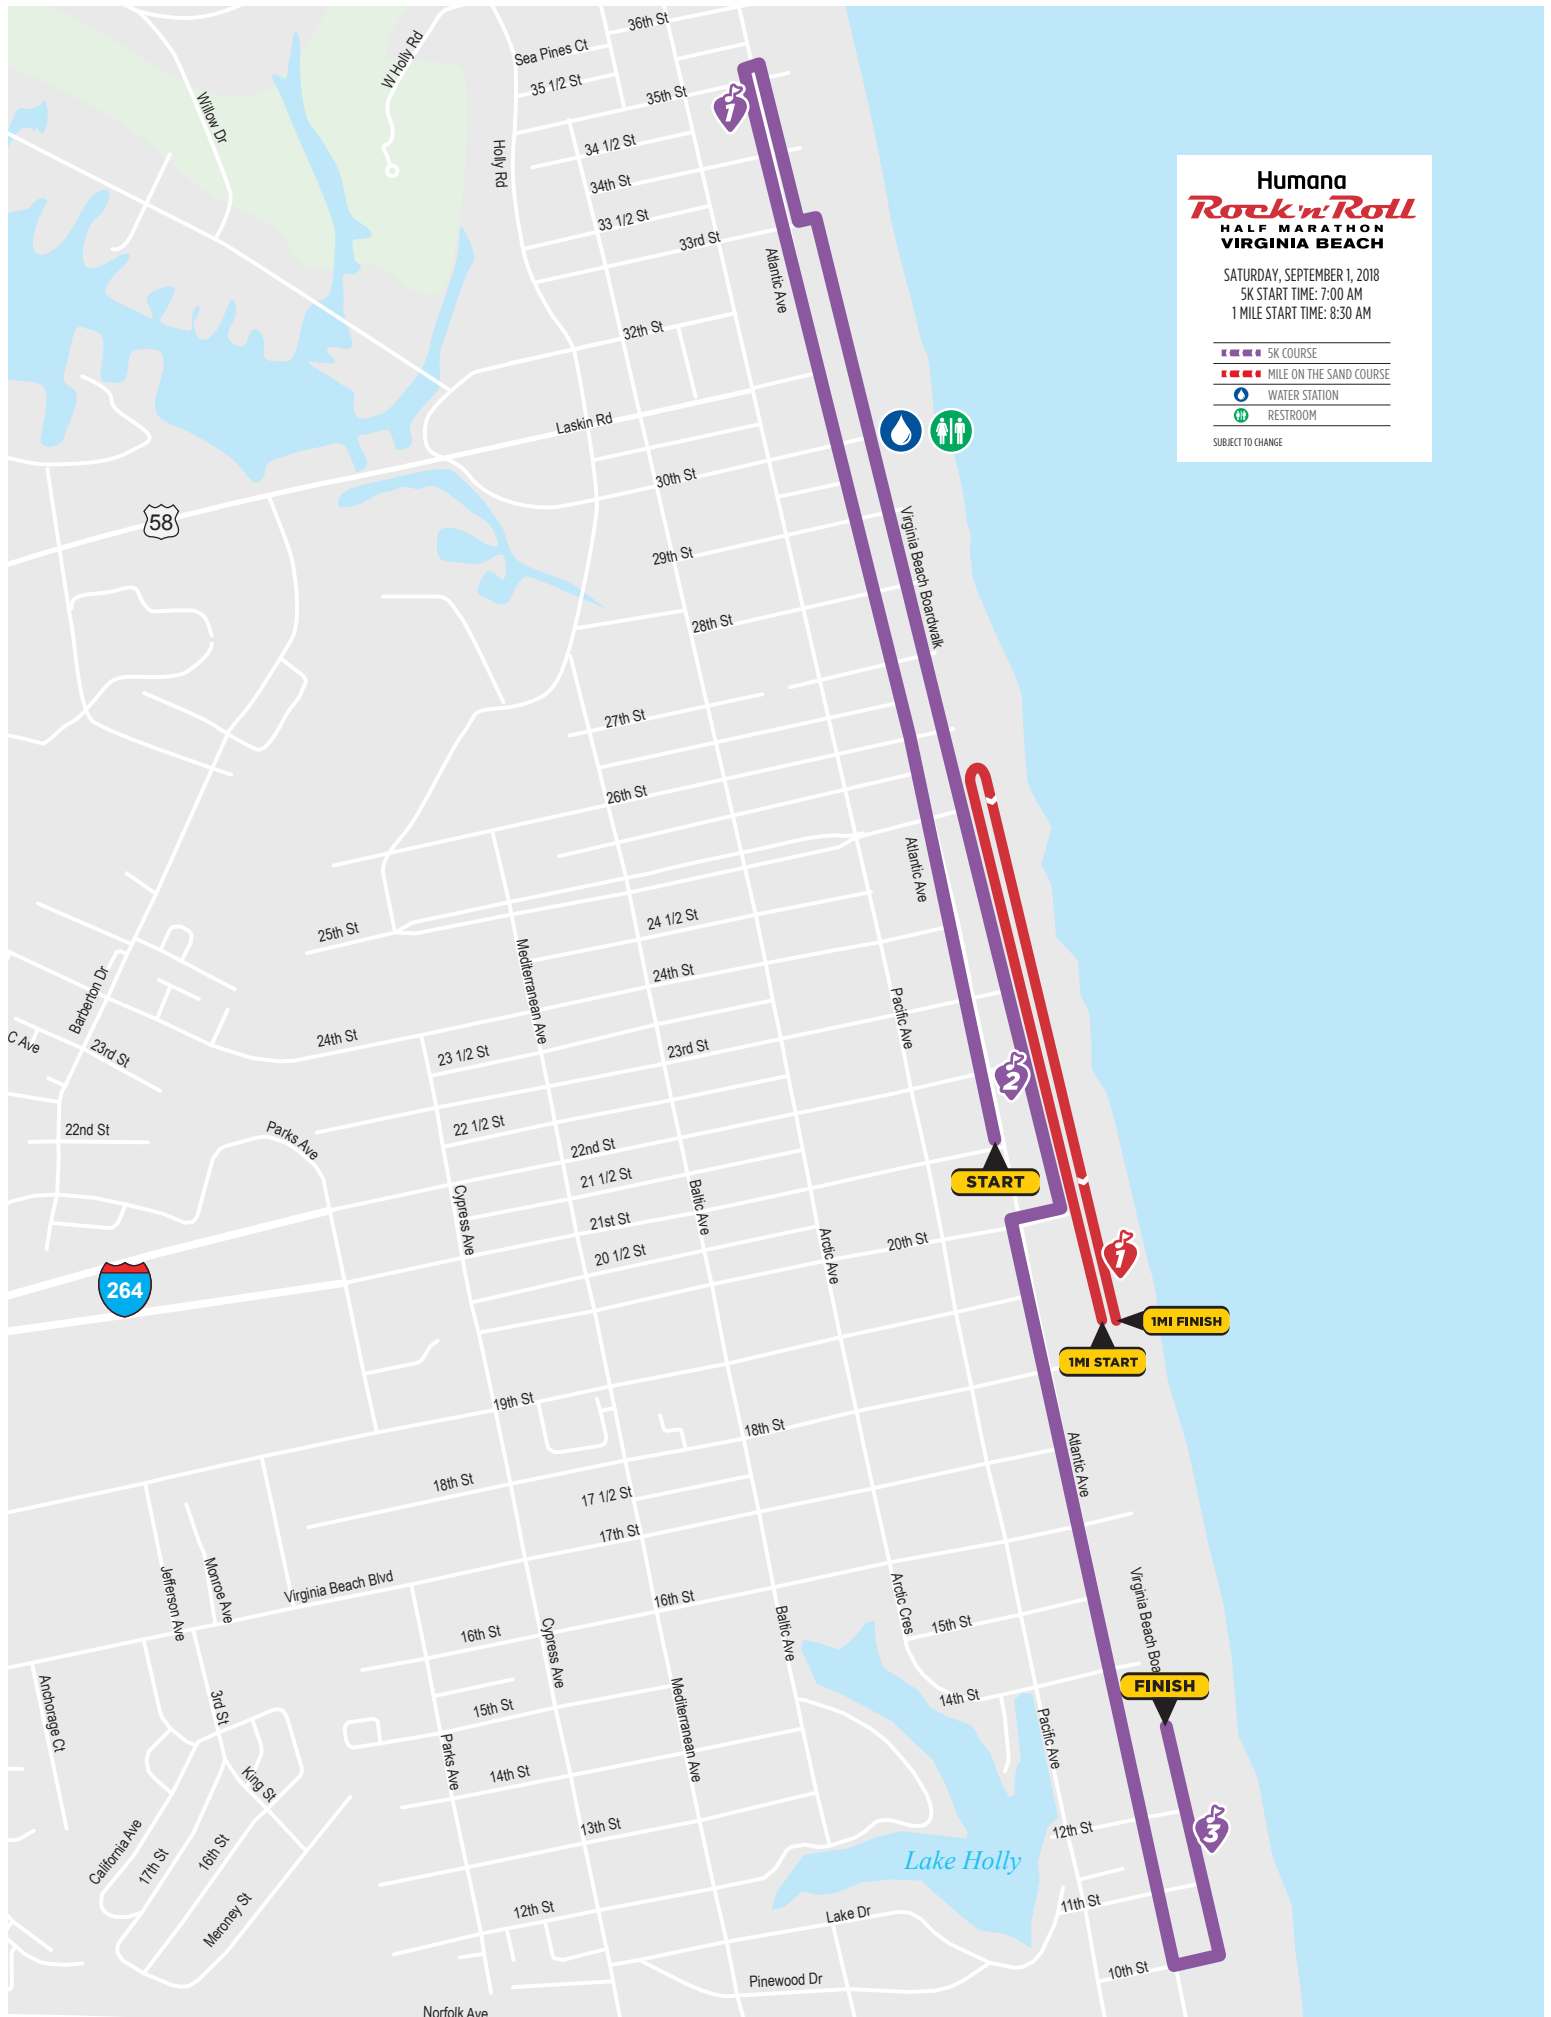 36th St
Sea Pines Ct
W Holly Rd
35 1/2 St
35th St
Willow Dr
1
Holly Rd
34 1/2 St
34th St
33 1/2 St
33rd St
Atlantic Ave
Humana
Rock 'n' Roll
HALF MARATHON
VIRGINIA BEACH
SATURDAY, SEPTEMBER 1, 2018
5K START TIME: 7:00 AM
1 MILE START TIME: 8:30 AM
5K COURSE
MILE ON THE SAND COURSE
WATER STATION
RESTROOM
SUBJECT TO CHANGE
32th St
Laskin Rd
30th St
58
29th St
Virginia Beach Boardwalk
28th St
27th St
26th St
Atlantic Ave
24 1/2 St
25th St
24th St
Mediterranean Ave
Barberton Dr
Pacific Ave
24th St
C Ave
23rd St
23 1/2 St
23rd St
2
22nd St
Parks Ave
22 1/2 St
22nd St
21 1/2 St
START
Cypress Ave
Baltic Ave
21st St
20 1/2 St
Arctic Ave
20th St
1
264
1MI FINISH
1MI START
19th St
18th St
Atlantic Ave
18th St
17 1/2 St
17th St
Jefferson Ave
Monroe Ave
Virginia Beach Blvd
16th St
Arctic Cres
Virginia Beach Boa
16th St
Cypress Ave
Baltic Ave
15th St
Anchorage Ct
3rd St
15th St
Mediterranean Ave
14th St
FINISH
Parks Ave
Pacific Ave
King St
14th St
13th St
12th St
3
California Ave
17th St
16th St
Lake Holly
Meroney St
12th St
Lake Dr
11th St
Pinewood Dr
10th St
Norfolk Ave